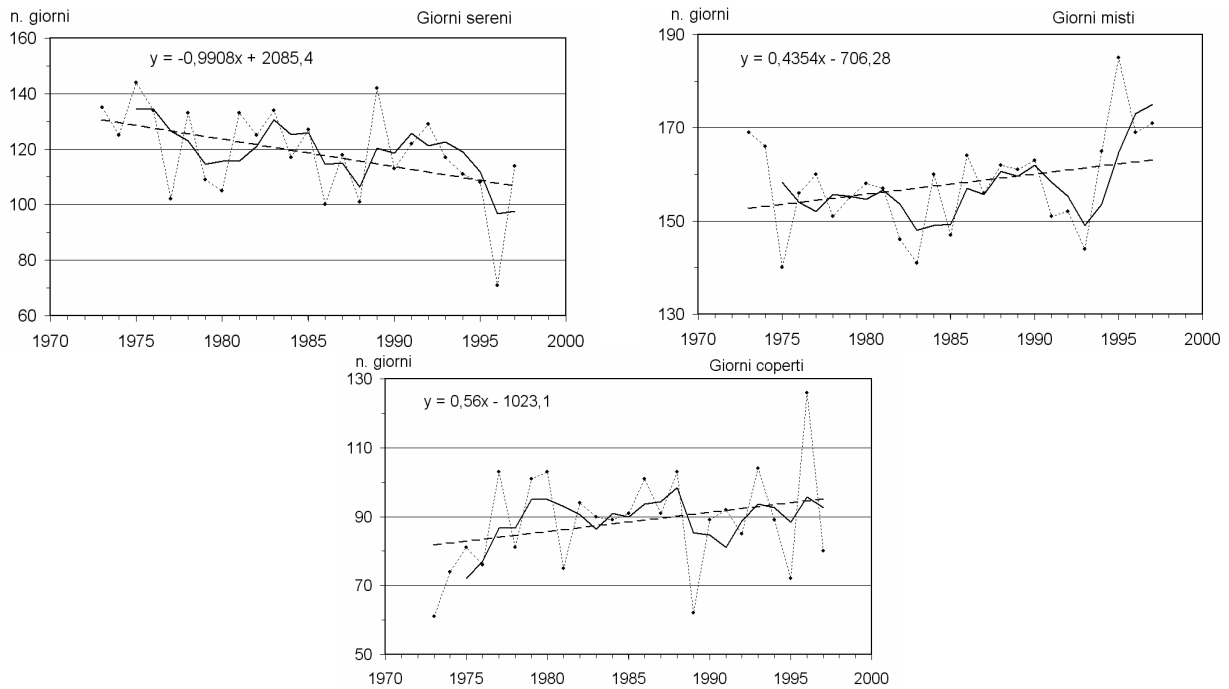 n. giorni
Giorni sereni
y = -0,9908x + 2085,4
160
140
120
100
80
60
1970 1975 1980 1985 1990 1995 2000
n. giorni
Giorni misti
y = 0,4354x - 706,28
190
170
150
130
1970 1975 1980 1985 1990 1995 2000
n. giorni
Giorni coperti
y = 0,56x - 1023,1
130
110
90
70
50
1970 1975 1980 1985 1990 1995 2000